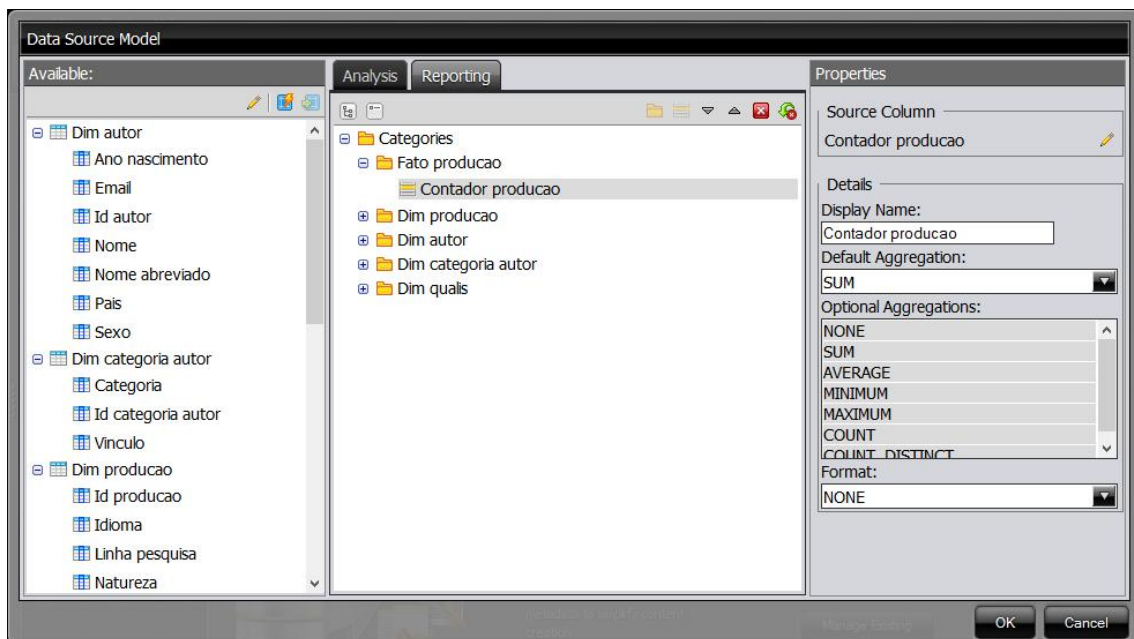 Data Source Model
Available:
Dim autor
Ano nascimento
Email
Id autor
Nome
Nome abreviado
Pais
Sexo
Dim categoria autor
Categoria
Id categoria autor
Vinculo
Dim producao
Id producao
Idioma
Linha pesquisa
Natureza
Analysis Reporting
Categories
Fato producao
Contador producao
Dim producao
Dim autor
Dim categoria autor
Dim qualis
Properties
Source Column
Contador producao
Details
Display Name:
Contador producao
Default Aggregation:
SUM
Optional Aggregations:
NONE
SUM
AVERAGE
MINIMUM
MAXIMUM
COUNT
COUNT_DISTINCT
Format:
NONE
OK Cancel